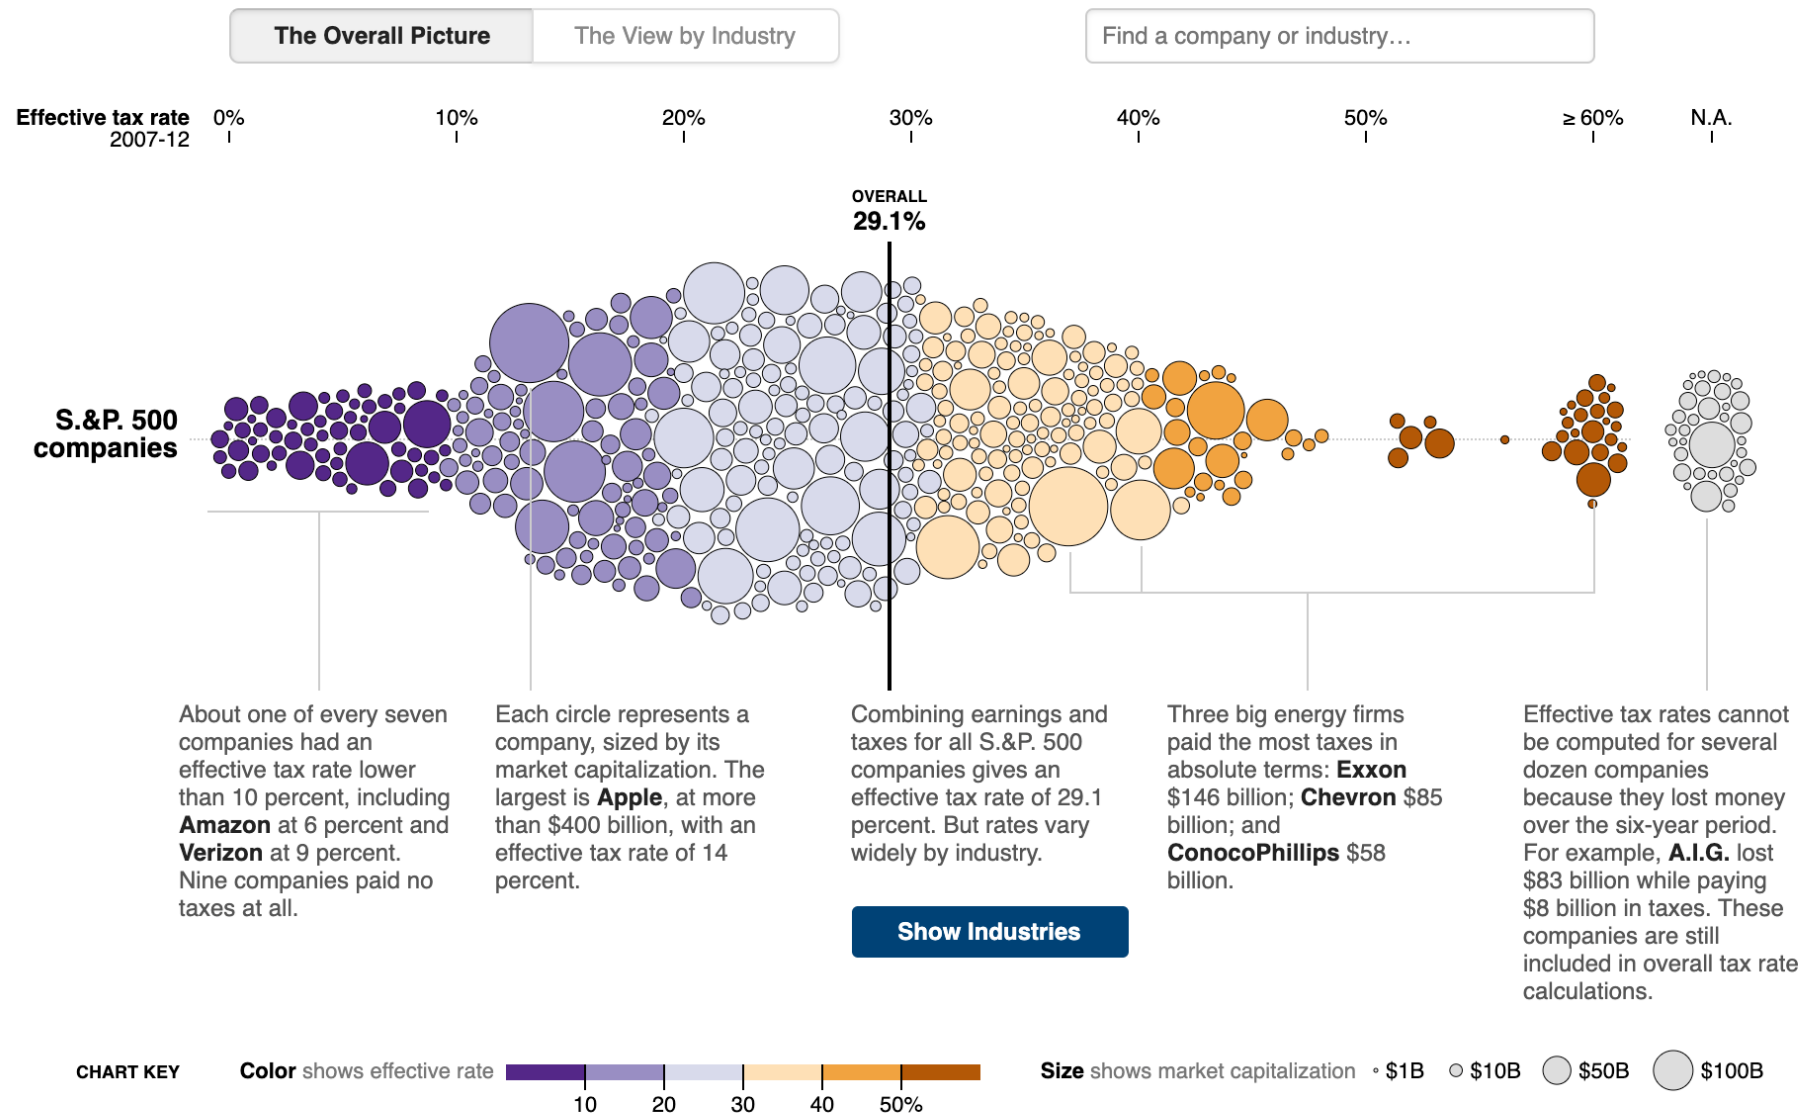 The Overall Picture
The View by Industry
Find a company or industry…
Effective tax rate
2007-12
0%
10%
20%
30%
40%
50%
≥ 60%
N.A.
OVERALL
29.1%
S.&P. 500
companies
About one of every seven
companies had an
effective tax rate lower
than 10 percent, including
Amazon at 6 percent and
Verizon at 9 percent.
Nine companies paid no
taxes at all.
Each circle represents a
company, sized by its
market capitalization. The
largest is Apple, at more
than $400 billion, with an
effective tax rate of 14
percent.
Combining earnings and
taxes for all S.&P. 500
companies gives an
effective tax rate of 29.1
percent. But rates vary
widely by industry.
Show Industries
Three big energy firms
paid the most taxes in
absolute terms: Exxon
$146 billion; Chevron $85
billion; and
ConocoPhillips $58
billion.
Effective tax rates cannot
be computed for several
dozen companies
because they lost money
over the six-year period.
For example, A.I.G. lost
$83 billion while paying
$8 billion in taxes. These
companies are still
included in overall tax rate
calculations.
CHART KEY
Color shows effective rate
10
20
30
40
50%
Size shows market capitalization
$1B
$10B
$50B
$100B